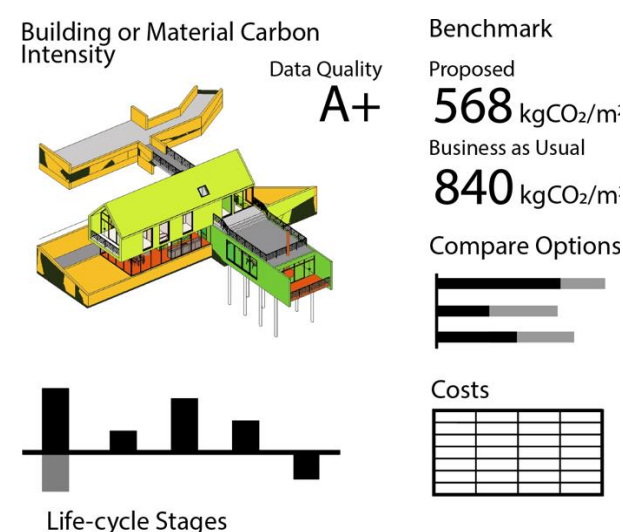 Building or Material Carbon
Intensity
Data Quality
A+
Benchmark
Proposed
568 kgCO₂/m²
Business as Usual
840 kgCO₂/m²
Compare Options
Costs
Life-cycle Stages